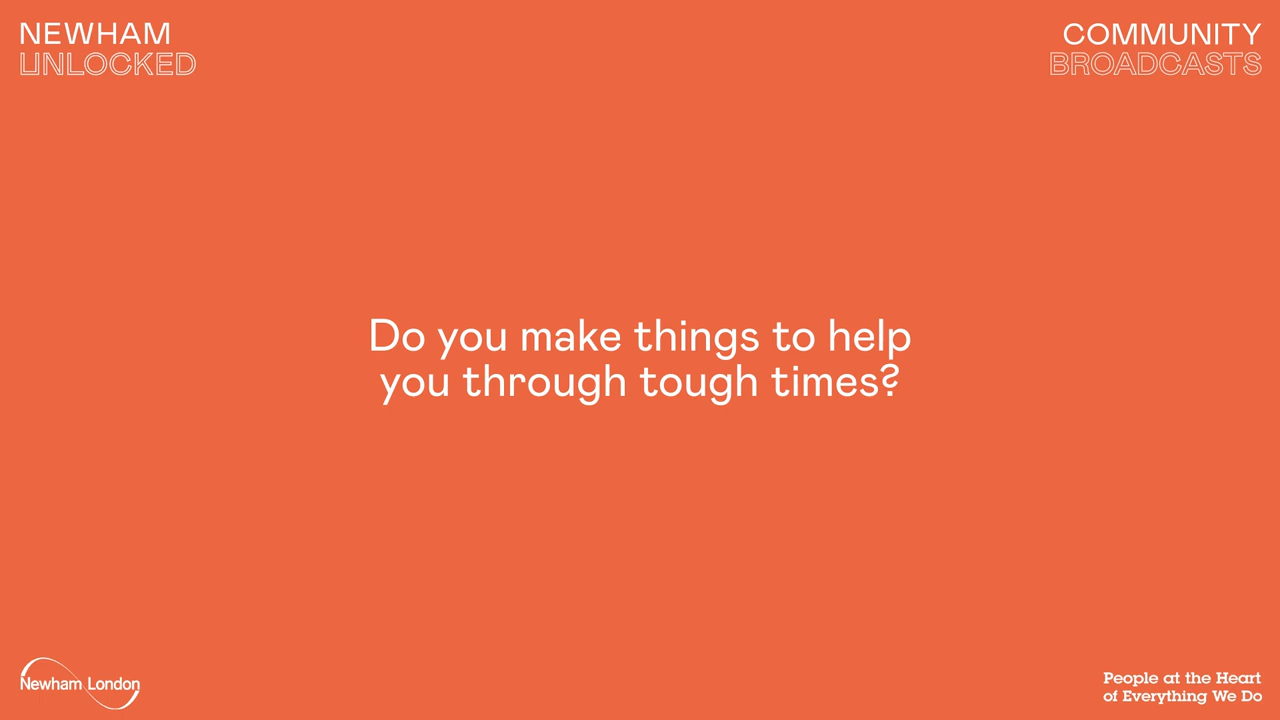 NEWHAM
UNLOCKED
COMMUNITY
BROADCASTS
Do you make things to help
you through tough times?
Newham London
People at the Heart
of Everything We Do